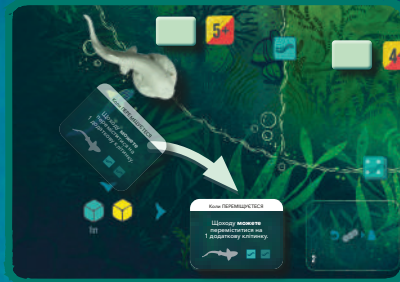 5+
4
Коли ПЕРЕМІЩУЄТЕСЯ
Щоходу можете
переміститися на
1 додаткову клітинку.
Коли ПЕРЕМІЩУЄТЕСЯ
Щоходу можете
переміститися на
1 додаткову клітинку.